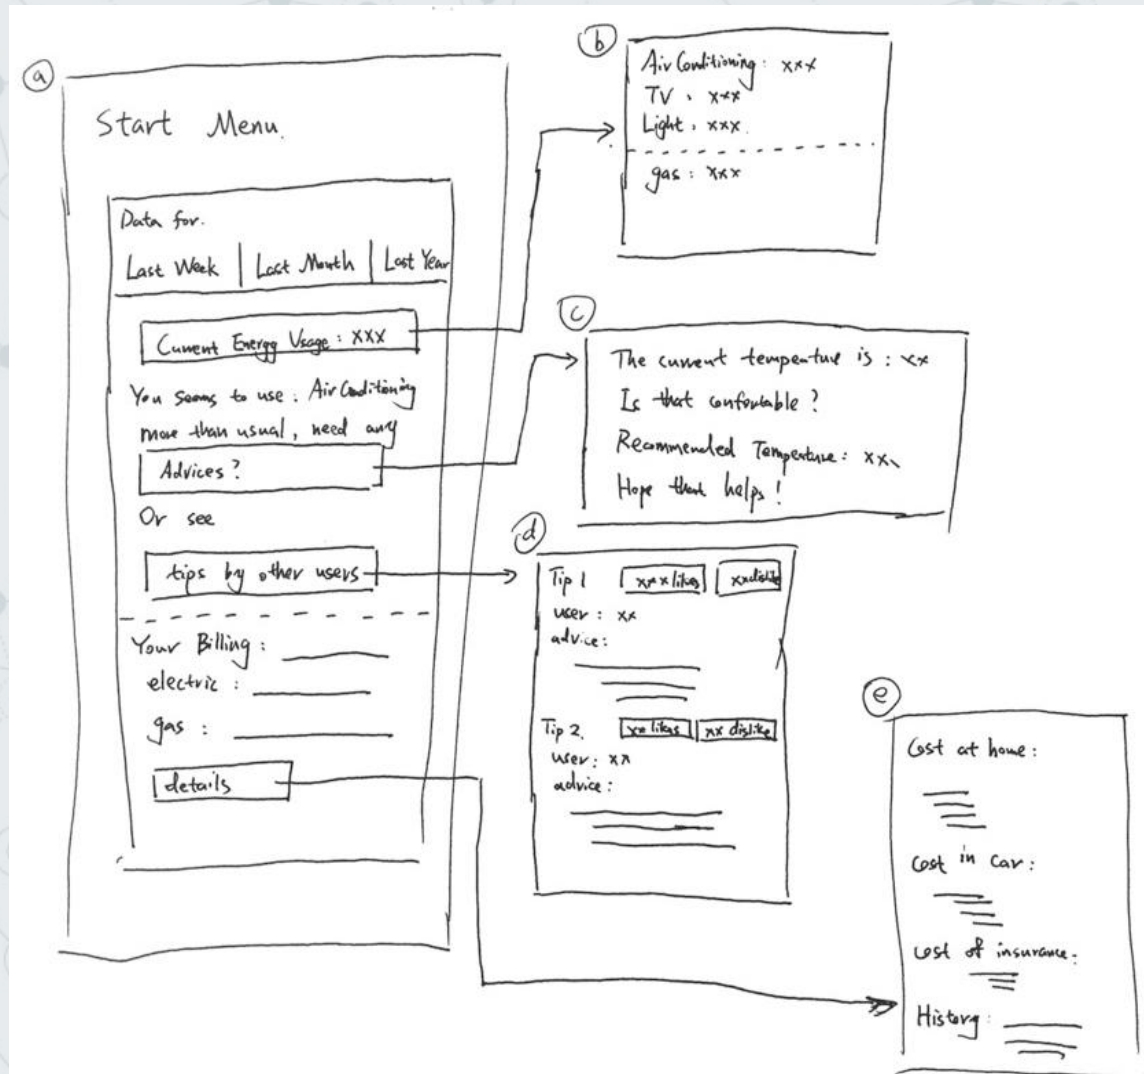 a
Start Menu.
Data for.
Last Week | Last Month | Last Year
Current Energy Usage : XXX
You seems to use : Air Conditioning
more than usual, need any
Advices?
Or see
tips by other users
Your Billing :
electric :
gas :
details
b
Air Conditioning : xxx
TV : xxx
Light : xxx
gas : xxx
c
The current temperature is : xx
Is that confortable ?
Recommended Temperature : xxx
Hope that helps !
d
Tip 1 xxx likes xx dislike
user : xx
advice :
Tip 2. xx likes xx dislike
user : xx
advice :
e
Cost at home :
Cost in car :
Cost of insurance :
History :